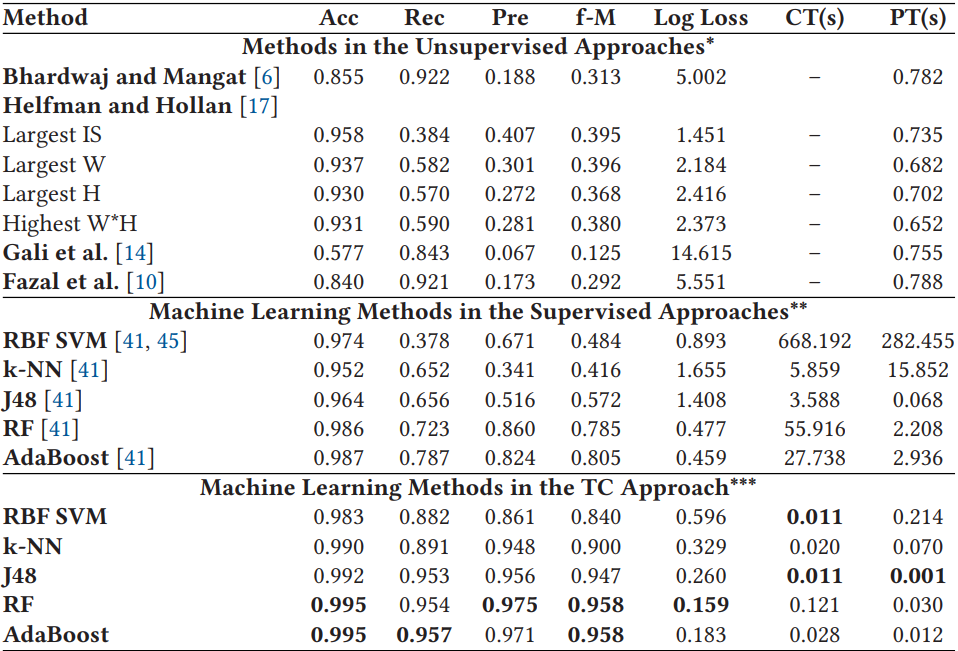 Method Acc Rec Pre f-M Log Loss CT(s) PT(s)
Methods in the Unsupervised Approaches*
Bhardwaj and Mangat [6] 0.855 0.922 0.188 0.313 5.002 – 0.782
Helfman and Hollan [17]
Largest IS 0.958 0.384 0.407 0.395 1.451 – 0.735
Largest W 0.937 0.582 0.301 0.396 2.184 – 0.682
Largest H 0.930 0.570 0.272 0.368 2.416 – 0.702
Highest W*H 0.931 0.590 0.281 0.380 2.373 – 0.652
Gali et al. [14] 0.577 0.843 0.067 0.125 14.615 – 0.755
Fazal et al. [10] 0.840 0.921 0.173 0.292 5.551 – 0.788
Machine Learning Methods in the Supervised Approaches**
RBF SVM [41, 45] 0.974 0.378 0.671 0.484 0.893 668.192 282.455
k-NN [41] 0.952 0.652 0.341 0.416 1.655 5.859 15.852
J48 [41] 0.964 0.656 0.516 0.572 1.408 3.588 0.068
RF [41] 0.986 0.723 0.860 0.785 0.477 55.916 2.208
AdaBoost [41] 0.987 0.787 0.824 0.805 0.459 27.738 2.936
Machine Learning Methods in the TC Approach***
RBF SVM 0.983 0.882 0.861 0.840 0.596 0.011 0.214
k-NN 0.990 0.891 0.948 0.900 0.329 0.020 0.070
J48 0.992 0.953 0.956 0.947 0.260 0.011 0.001
RF 0.995 0.954 0.975 0.958 0.159 0.121 0.030
AdaBoost 0.995 0.957 0.971 0.958 0.183 0.028 0.012